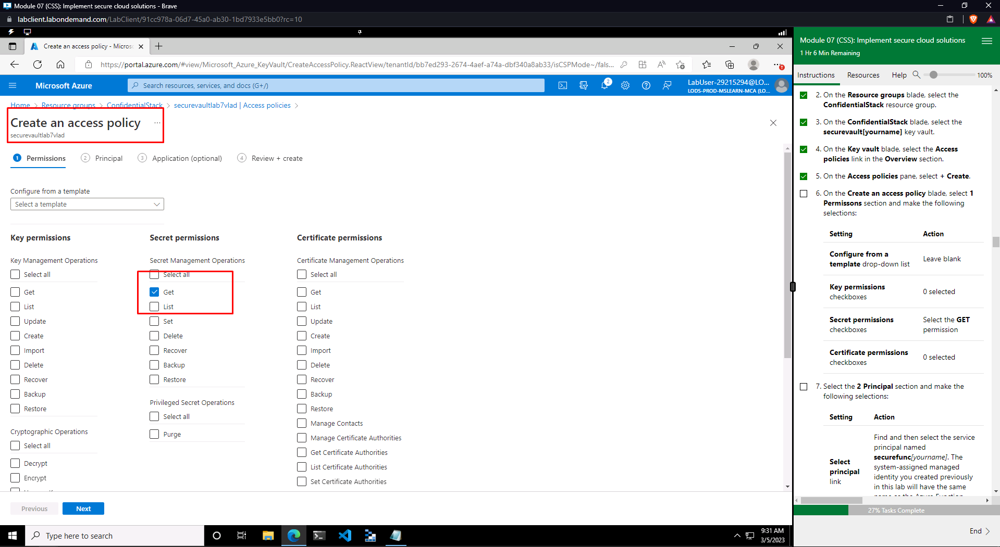 Module 07 (CSS): Implement secure cloud solutions - Brave
labclient.labondemand.com/LabClient/91cc978a-06d7-45a0-ab30-1bd7933e5bb0?rc=10
Create an access policy - Micros
https://portal.azure.com/#view/Microsoft_Azure_KeyVault/CreateAccessPolicy.ReactView/tenantId/bb7ed293-2674-4aef-a74a-dbf340a8ab33/isCSPMode~/fals...
Microsoft Azure
Search resources, services, and docs (G+/)
2
LabUser-29215294@LO...
LODS-PROD-MSLEARN-MCA (LO...
Home > Resource groups > ConfidentialStack > securevaultlab7vlad | Access policies >
Create an access policy ...
securevaultlab7vlad
1 Permissions
2 Principal
3 Application (optional)
4 Review + create
Configure from a template
Select a template
Key permissions
Key Management Operations
Select all
Get
List
Update
Create
Import
Delete
Recover
Backup
Restore
Cryptographic Operations
Select all
Decrypt
Encrypt
Secret permissions
Secret Management Operations
Select all
Get
List
Set
Delete
Recover
Backup
Restore
Privileged Secret Operations
Select all
Purge
Certificate permissions
Certificate Management Operations
Select all
Get
List
Update
Create
Import
Delete
Recover
Backup
Restore
Manage Contacts
Manage Certificate Authorities
Get Certificate Authorities
List Certificate Authorities
Set Certificate Authorities
Previous
Next
Type here to search
9:31 AM
3/5/2023
Module 07 (CSS): Implement secure cloud solutions
1 Hr 6 Min Remaining
Instructions
Resources
Help
100%
2. On the Resource groups blade, select the
ConfidentialStack resource group.
3. On the ConfidentialStack blade, select the
securevault[yourname] key vault.
4. On the Key vault blade, select the Access
policies link in the Overview section.
5. On the Access policies pane, select + Create.
6. On the Create an access policy blade, select 1
Permissons section and make the following
selections:
Setting Action
Configure from a
template drop-down list
Leave blank
Key permissions
checkboxes
0 selected
Secret permissions
checkboxes
Select the GET
permission
Certificate permissions
checkboxes
0 selected
7. Select the 2 Principal section and make the
following selections:
Setting Action
Select
principal
link
Find and then select the service
principal named
securefunc[yourname]. The
system-assigned managed
identity you created previously
in this lab will have the same
name as the Azure Function
27% Tasks Complete
End